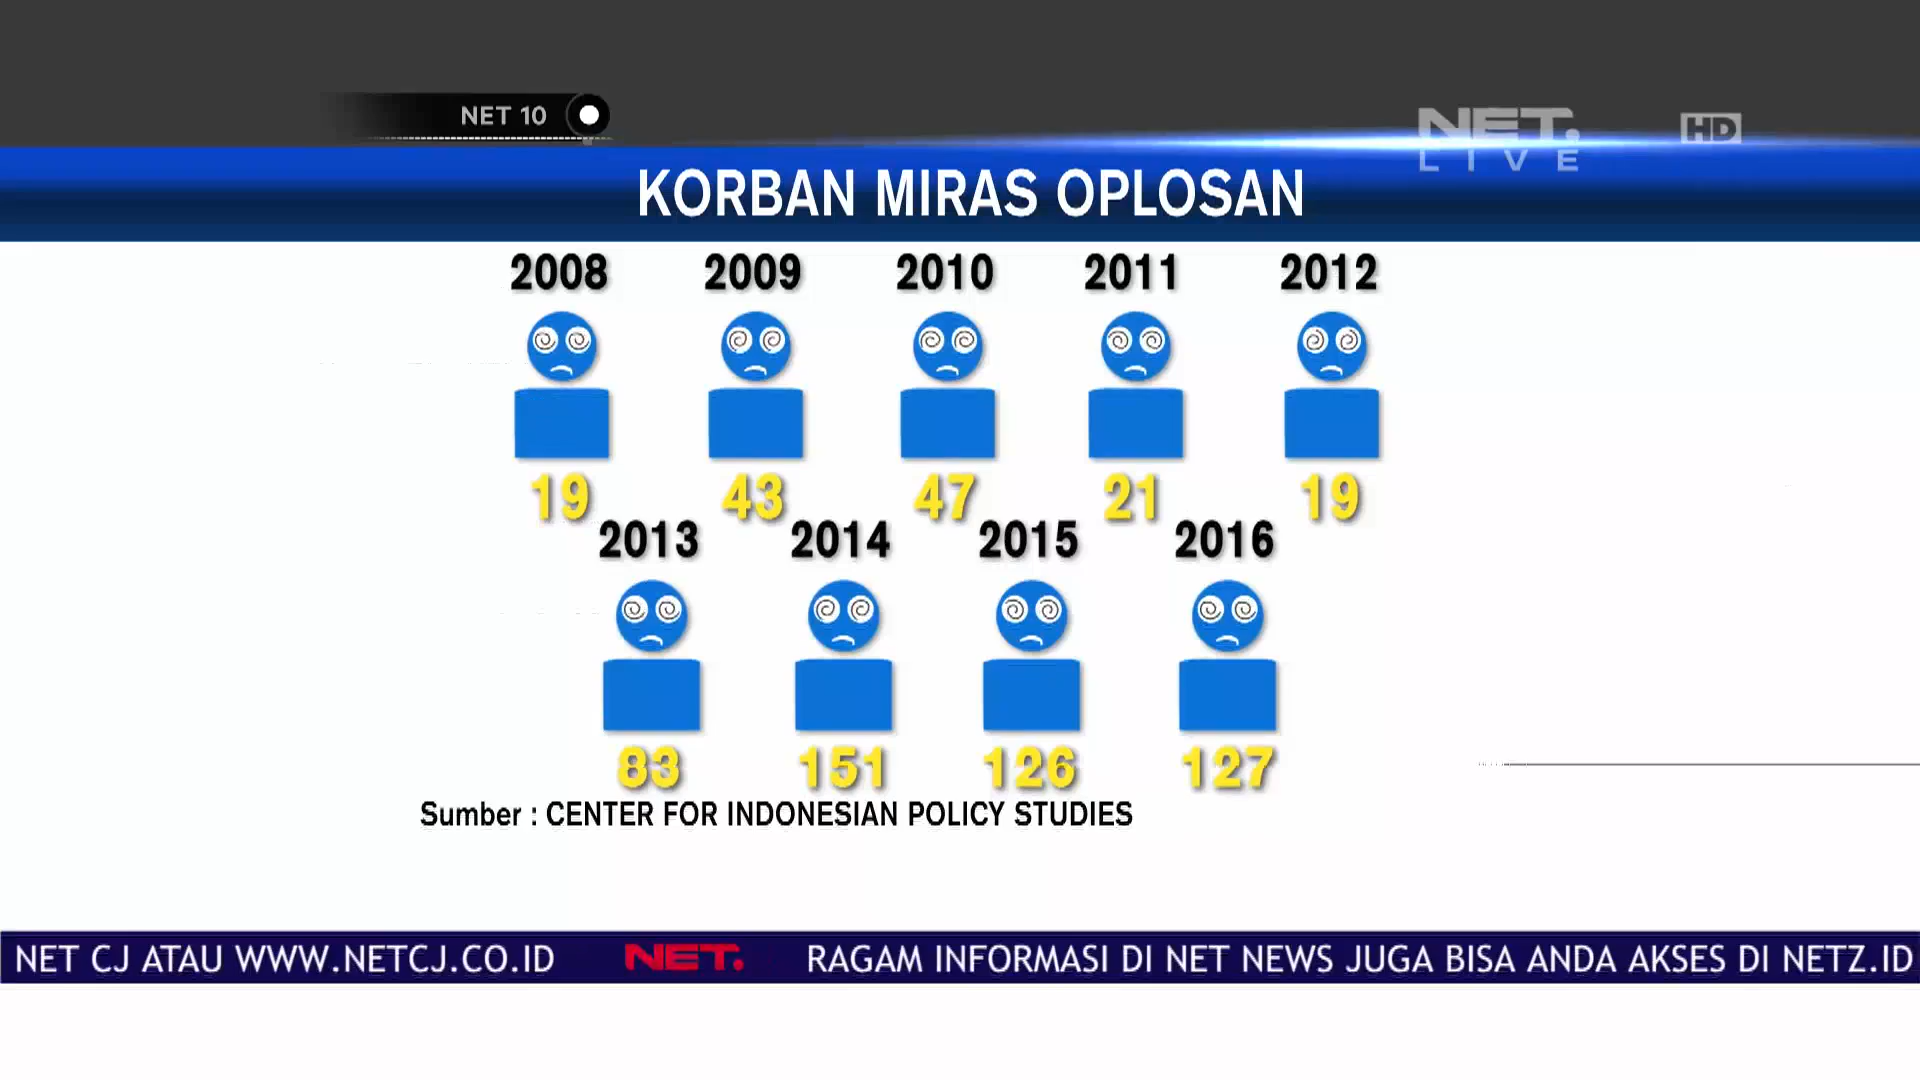 NET 10
NET.
LIVE
HD
KORBAN MIRAS OPLOSAN
2008 2009 2010 2011 2012
19 43 47 21 19
2013 2014 2015 2016
83 151 126 127
Sumber : CENTER FOR INDONESIAN POLICY STUDIES
NET CJ ATAU WWW.NETCJ.CO.ID NET. RAGAM INFORMASI DI NET NEWS JUGA BISA ANDA AKSES DI NETZ.ID